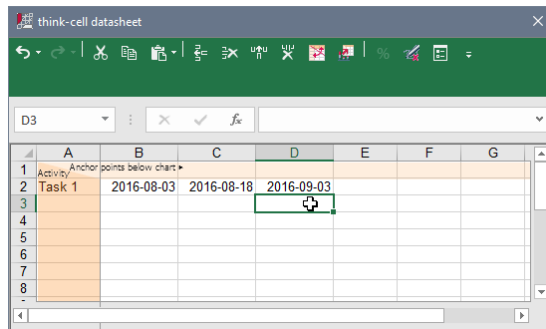 think-cell datasheet
%
D3
fx
A B C D E F G
1 Activity Anchor points below chart ▸
2 Task 1 2016-08-03 2016-08-18 2016-09-03
3
4
5
6
7
8